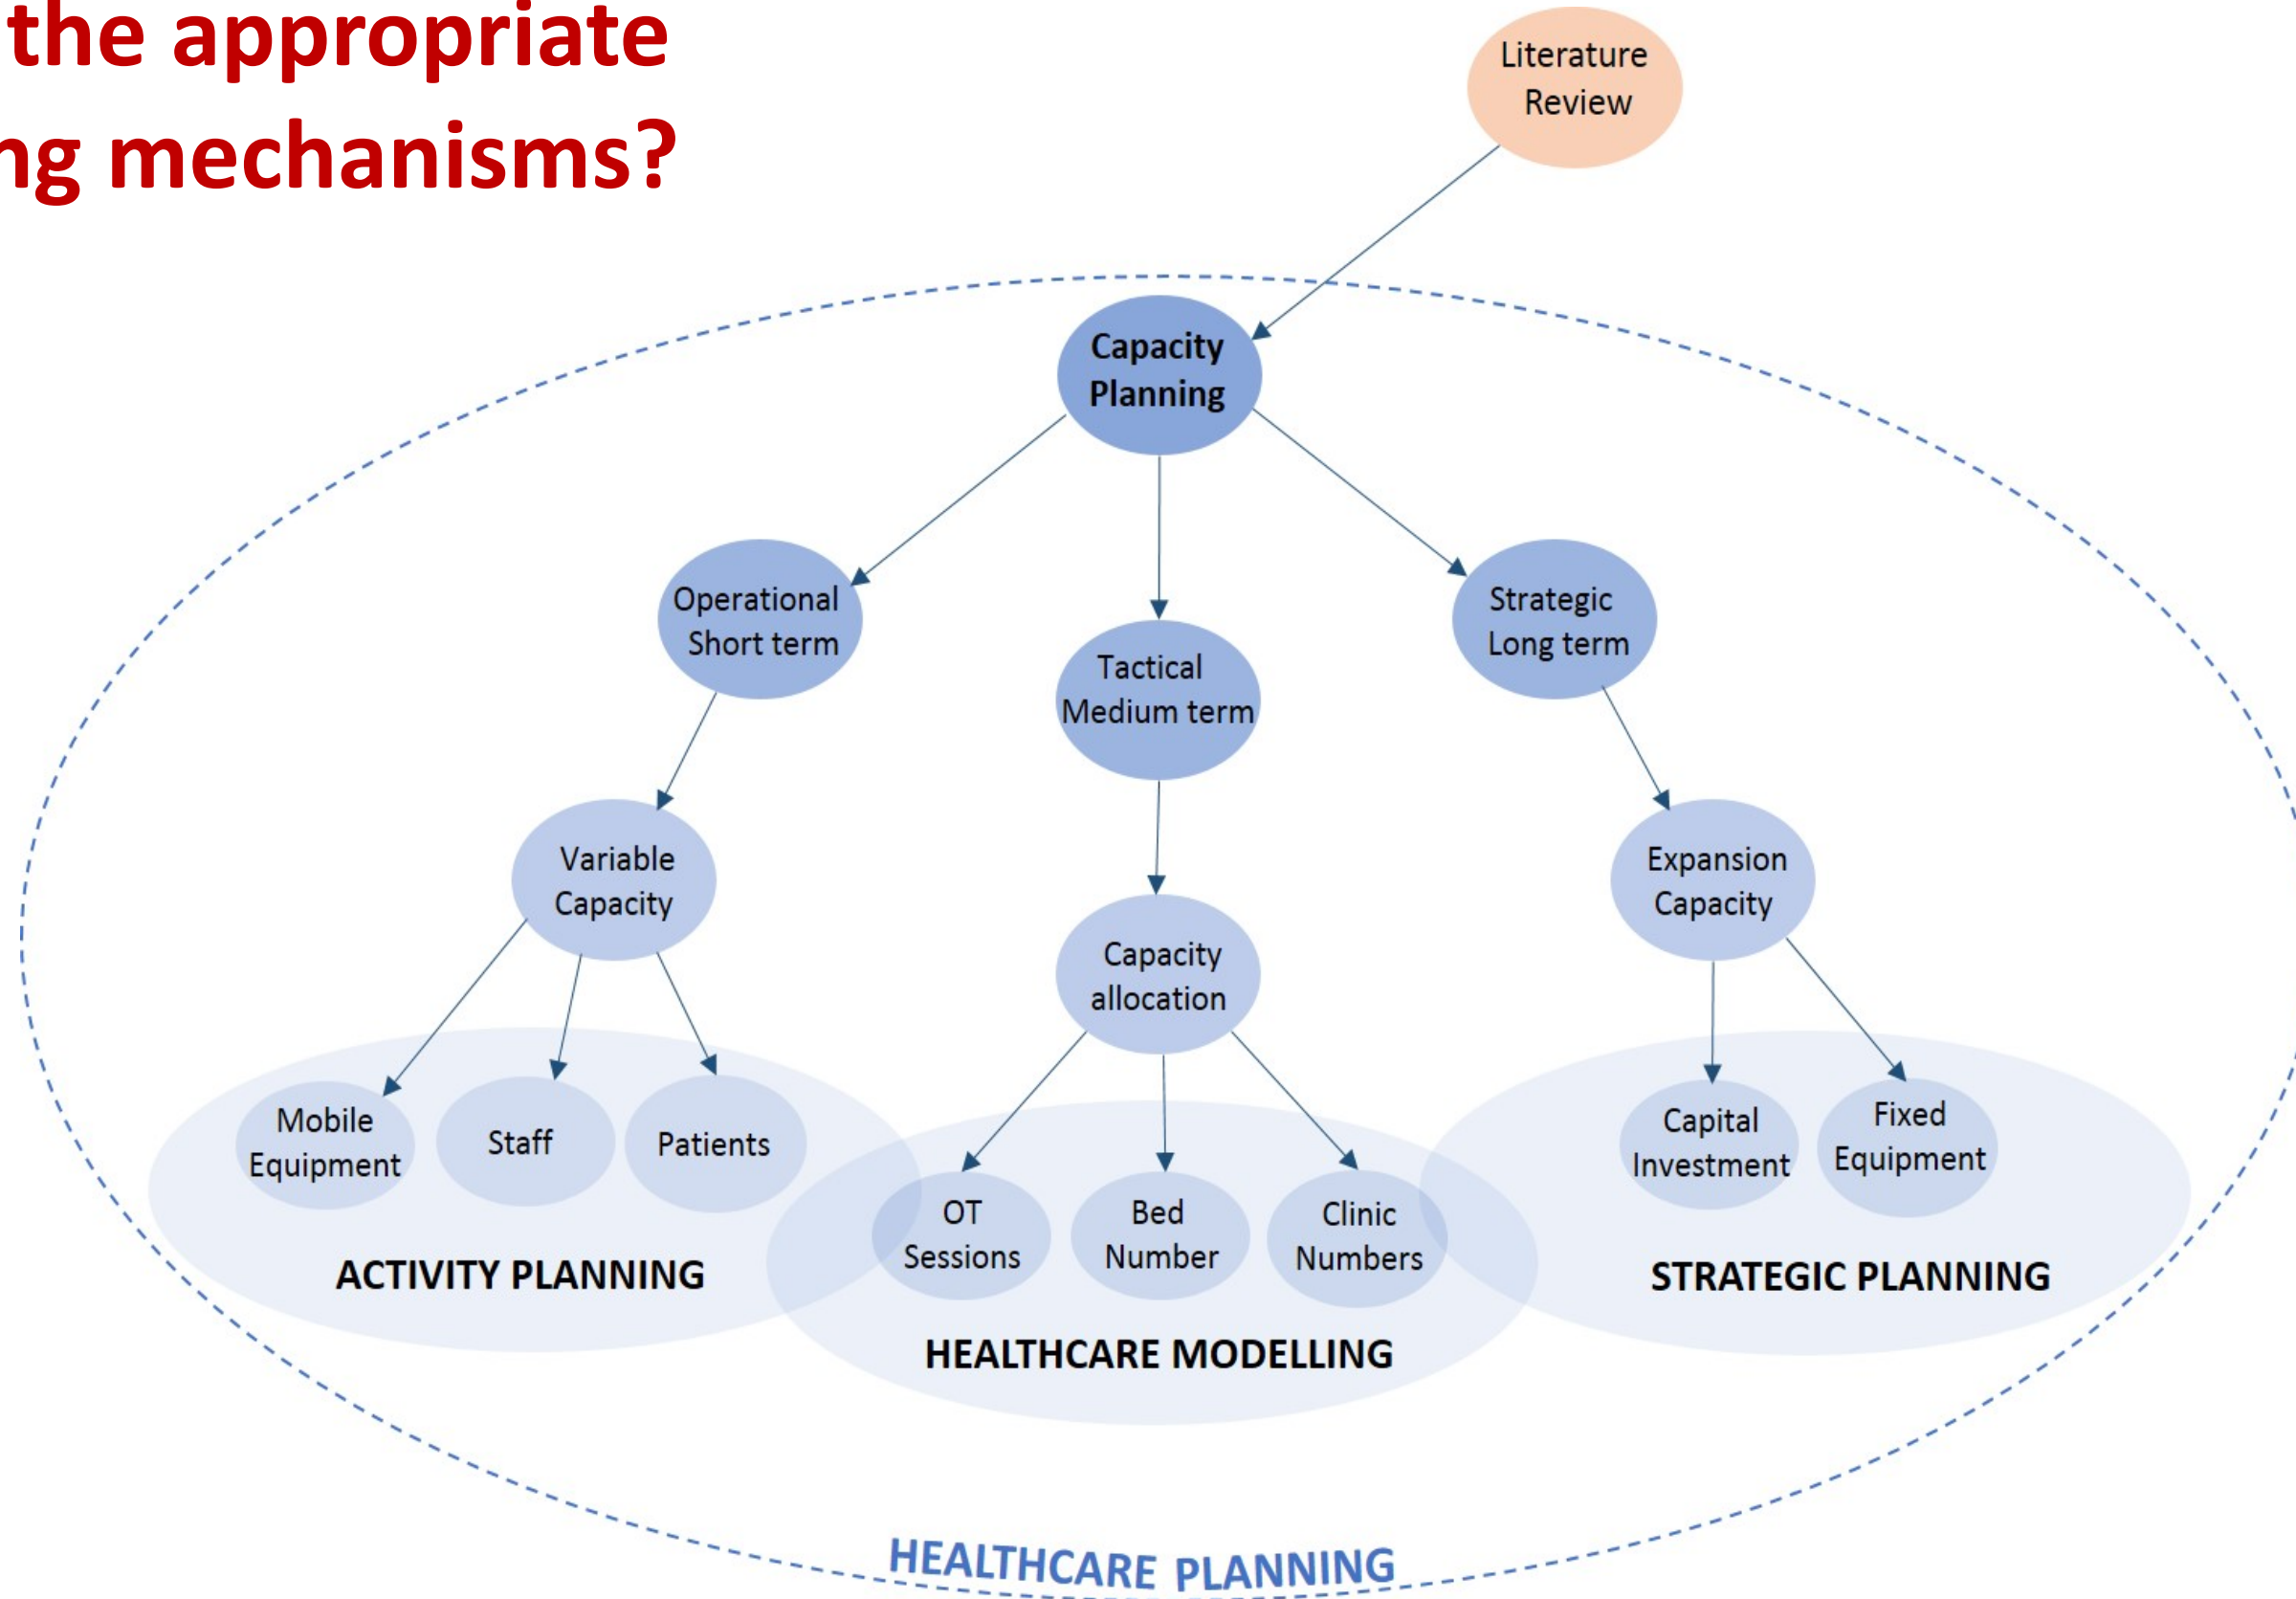 the appropriate
mechanisms?
Literature
Review
Capacity
Planning
Operational
Short term
Tactical
Medium term
Strategic
Long term
Variable
Capacity
Capacity
allocation
Expansion
Capacity
Mobile
Equipment
Staff
Patients
OT
Sessions
Bed
Number
Clinic
Numbers
Capital
Investment
Fixed
Equipment
ACTIVITY PLANNING
HEALTHCARE MODELLING
STRATEGIC PLANNING
HEALTHCARE PLANNING